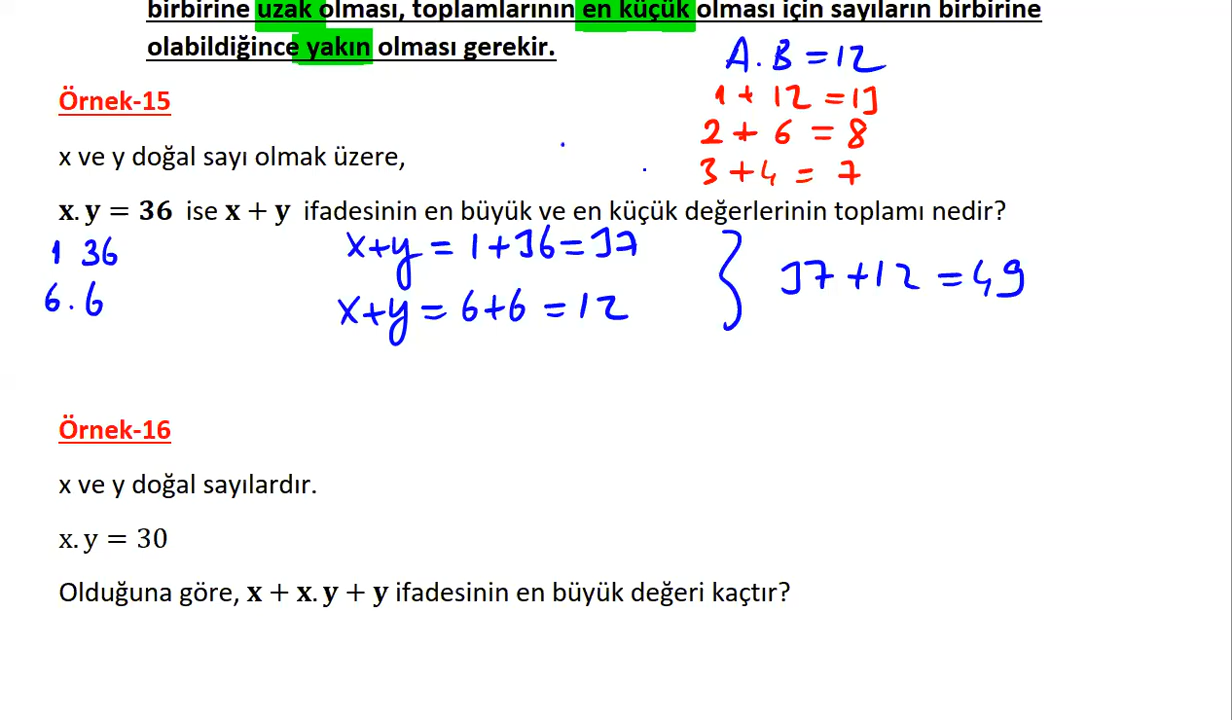 birbirine uzak olması, toplamlarının en küçük olması için sayıların birbirine
olabildiğince yakın olması gerekir.
A.B=12
Örnek-15
1+12=13
2+6=8
x ve y doğal sayı olmak üzere,
3+4=7
x.y = 36 ise x + y ifadesinin en büyük ve en küçük değerlerinin toplamı nedir?
1 36
x+y=1+36=37
6.6
x+y=6+6=12
} 37+12=49
Örnek-16
x ve y doğal sayılardır.
x.y = 30
Olduğuna göre, x + x.y + y ifadesinin en büyük değeri kaçtır?